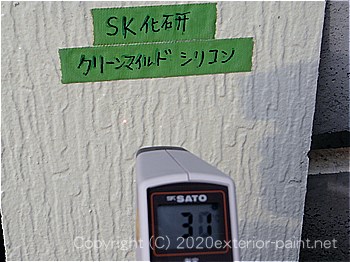 SK化研
クリーンマイルド シリコン
SK SATO
Copyright (C) 2020exterior-paint.net